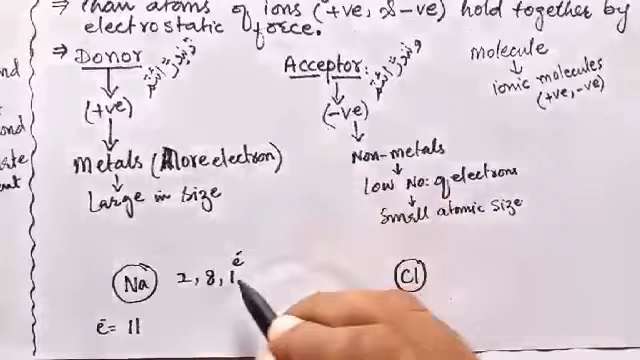 ⇒ than atoms of ions (+ve, & -ve) hold together by
electrostatic force.
nd
ond
⇒ Donor
(+ve)
Metals (More electron)
Large in size
Acceptor:
(-ve)
Non-metals
Low No: of electrons
Small atomic size
Molecule
ionic molecules
(+ve, -ve)
Na 2, 8, 1, é
é = 11
Cl